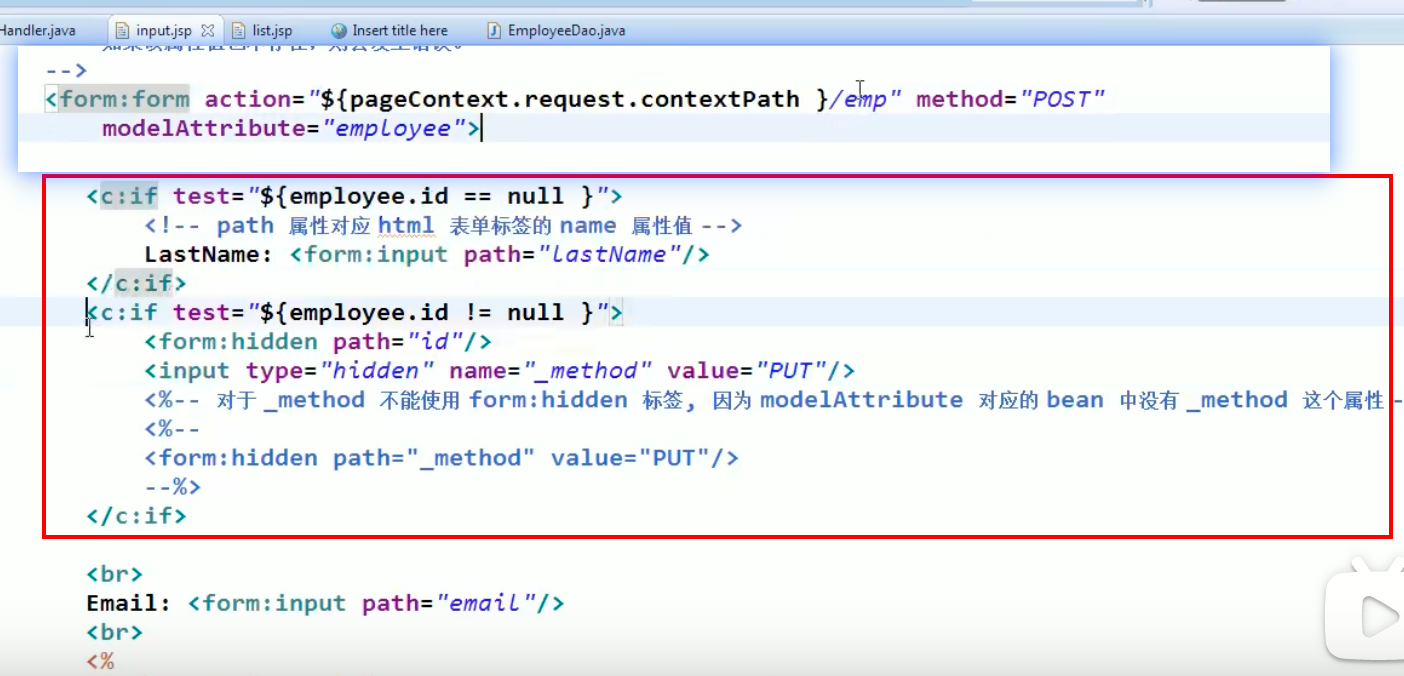 Handler.java input.jsp list.jsp Insert title here EmployeeDao.java
-->
<form:form action="${pageContext.request.contextPath }/emp" method="POST"
modelAttribute="employee">
<c:if test="${employee.id == null }">
<!-- path 属性对应 html 表单标签的 name 属性值 -->
LastName: <form:input path="lastName"/>
</c:if>
<c:if test="${employee.id != null }">
<form:hidden path="id"/>
<input type="hidden" name="_method" value="PUT"/>
<%-- 对于 _method 不能使用 form:hidden 标签, 因为 modelAttribute 对应的 bean 中没有 _method 这个属性 -
<%--
<form:hidden path="_method" value="PUT"/>
--%>
</c:if>
<br>
Email: <form:input path="email"/>
<br>
<%